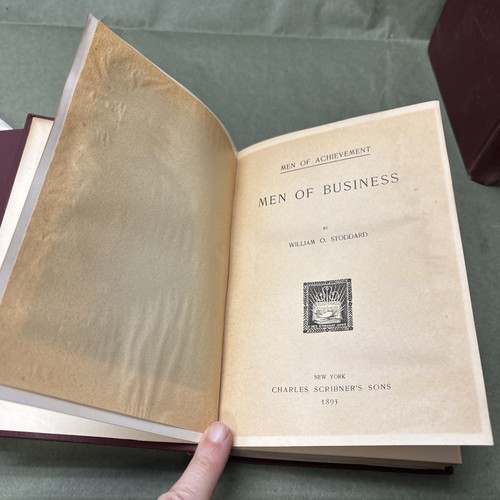 MEN OF ACHIEVEMENT
MEN OF BUSINESS
BY
WILLIAM O. STODDARD
NEW YORK
CHARLES SCRIBNER'S SONS
1893